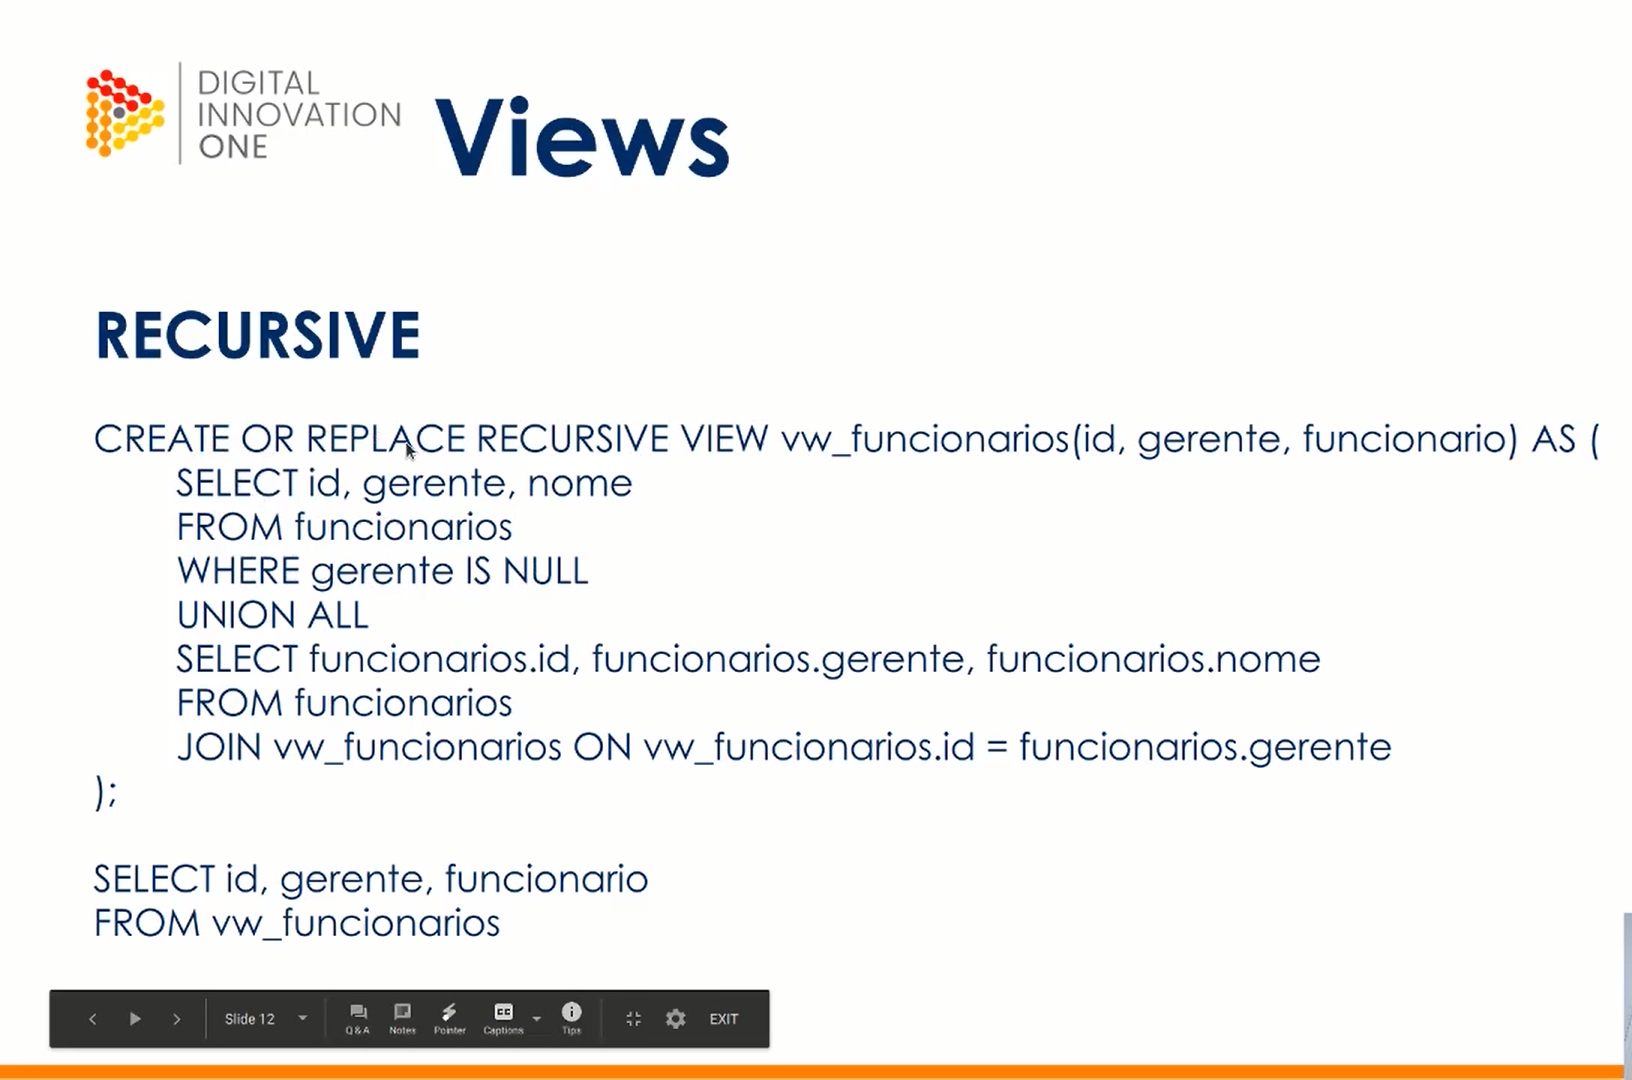 DIGITAL
INNOVATION
ONE
Views
RECURSIVE
CREATE OR REPLACE RECURSIVE VIEW vw_funcionarios(id, gerente, funcionario) AS (
SELECT id, gerente, nome
FROM funcionarios
WHERE gerente IS NULL
UNION ALL
SELECT funcionarios.id, funcionarios.gerente, funcionarios.nome
FROM funcionarios
JOIN vw_funcionarios ON vw_funcionarios.id = funcionarios.gerente
);
SELECT id, gerente, funcionario
FROM vw_funcionarios
Slide 12 Q&A Notes Pointer CC Captions Tips EXIT